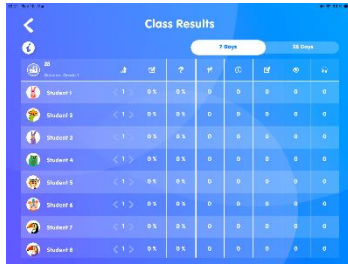 Class Results
7 Days 28 Days
Student 1 1 0% 0% 0 0 0 0 0
Student 2 1 0% 0% 0 0 0 0 0
Student 3 1 0% 0% 0 0 0 0 0
Student 4 1 0% 0% 0 0 0 0 0
Student 5 1 0% 0% 0 0 0 0 0
Student 6 1 0% 0% 0 0 0 0 0
Student 7 1 0% 0% 0 0 0 0 0
Student 8 1 0% 0% 0 0 0 0 0